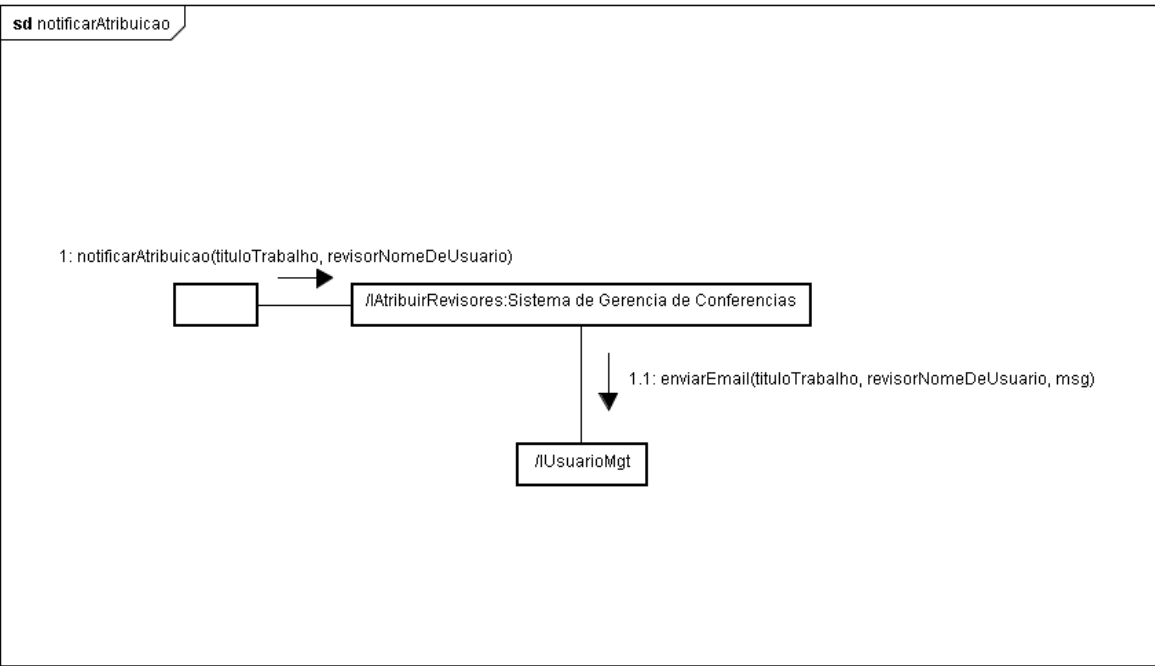 sd notificarAtribuicao
1: notificarAtribuicao(tituloTrabalho, revisorNomeDeUsuario)
/IAtribuirRevisores:Sistema de Gerencia de Conferencias
1.1: enviarEmail(tituloTrabalho, revisorNomeDeUsuario, msg)
/IUsuarioMgt